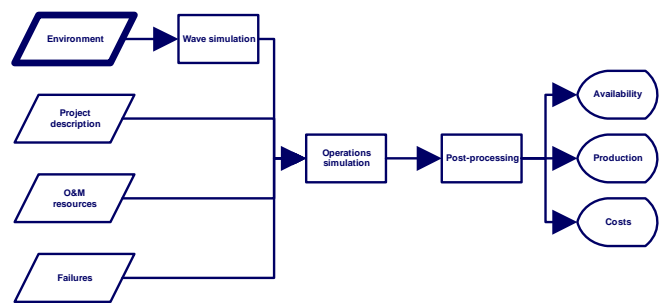 Environment
Wave simulation
Project
description
O&M
resources
Failures
Operations
simulation
Post-processing
Availability
Production
Costs